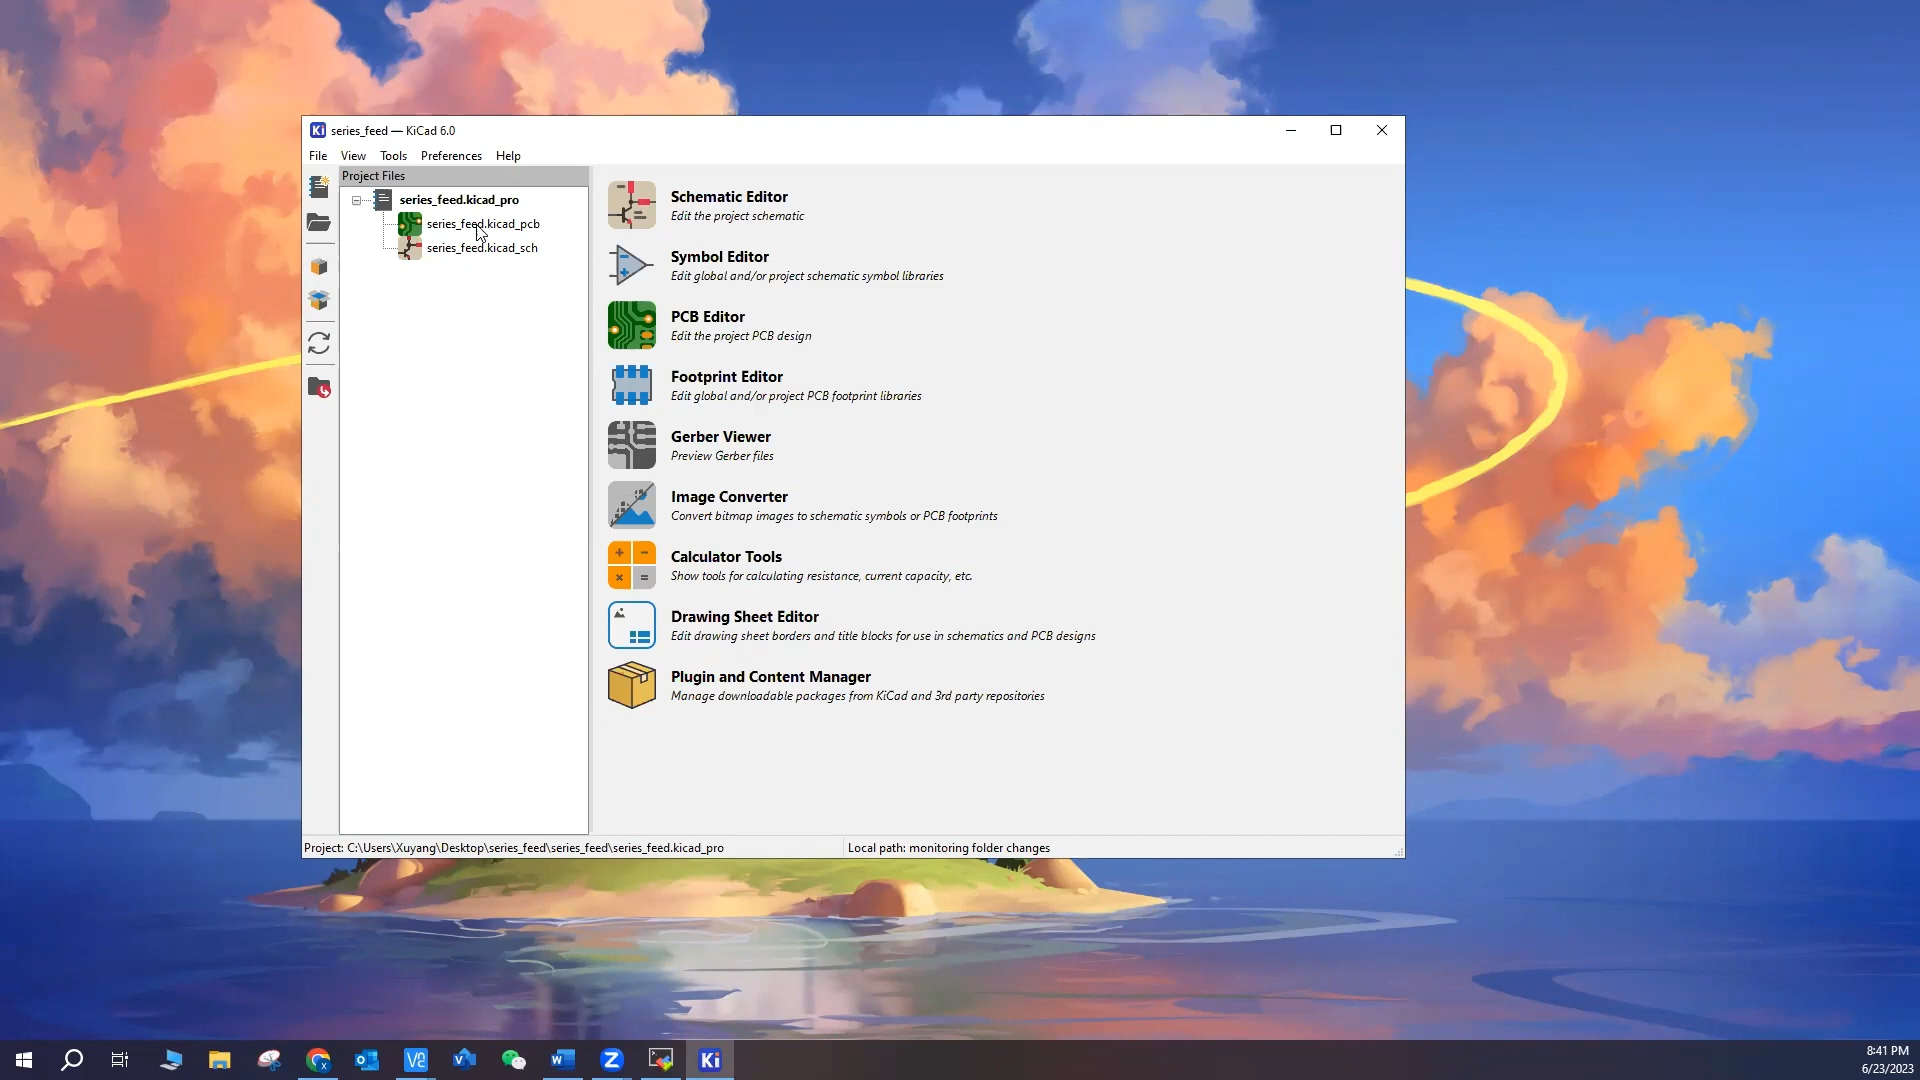 Ki series_feed — KiCad 6.0
File View Tools Preferences Help
Project Files
series_feed.kicad_pro
series_feed.kicad_pcb
series_feed.kicad_sch
Schematic Editor
Edit the project schematic
Symbol Editor
Edit global and/or project schematic symbol libraries
PCB Editor
Edit the project PCB design
Footprint Editor
Edit global and/or project PCB footprint libraries
Gerber Viewer
Preview Gerber files
Image Converter
Convert bitmap images to schematic symbols or PCB footprints
Calculator Tools
Show tools for calculating resistance, current capacity, etc.
Drawing Sheet Editor
Edit drawing sheet borders and title blocks for use in schematics and PCB designs
Plugin and Content Manager
Manage downloadable packages from KiCad and 3rd party repositories
Project: C:\Users\Xuyang\Desktop\series_feed\series_feed\series_feed.kicad_pro
Local path: monitoring folder changes
Ki
8:41 PM
6/23/2023